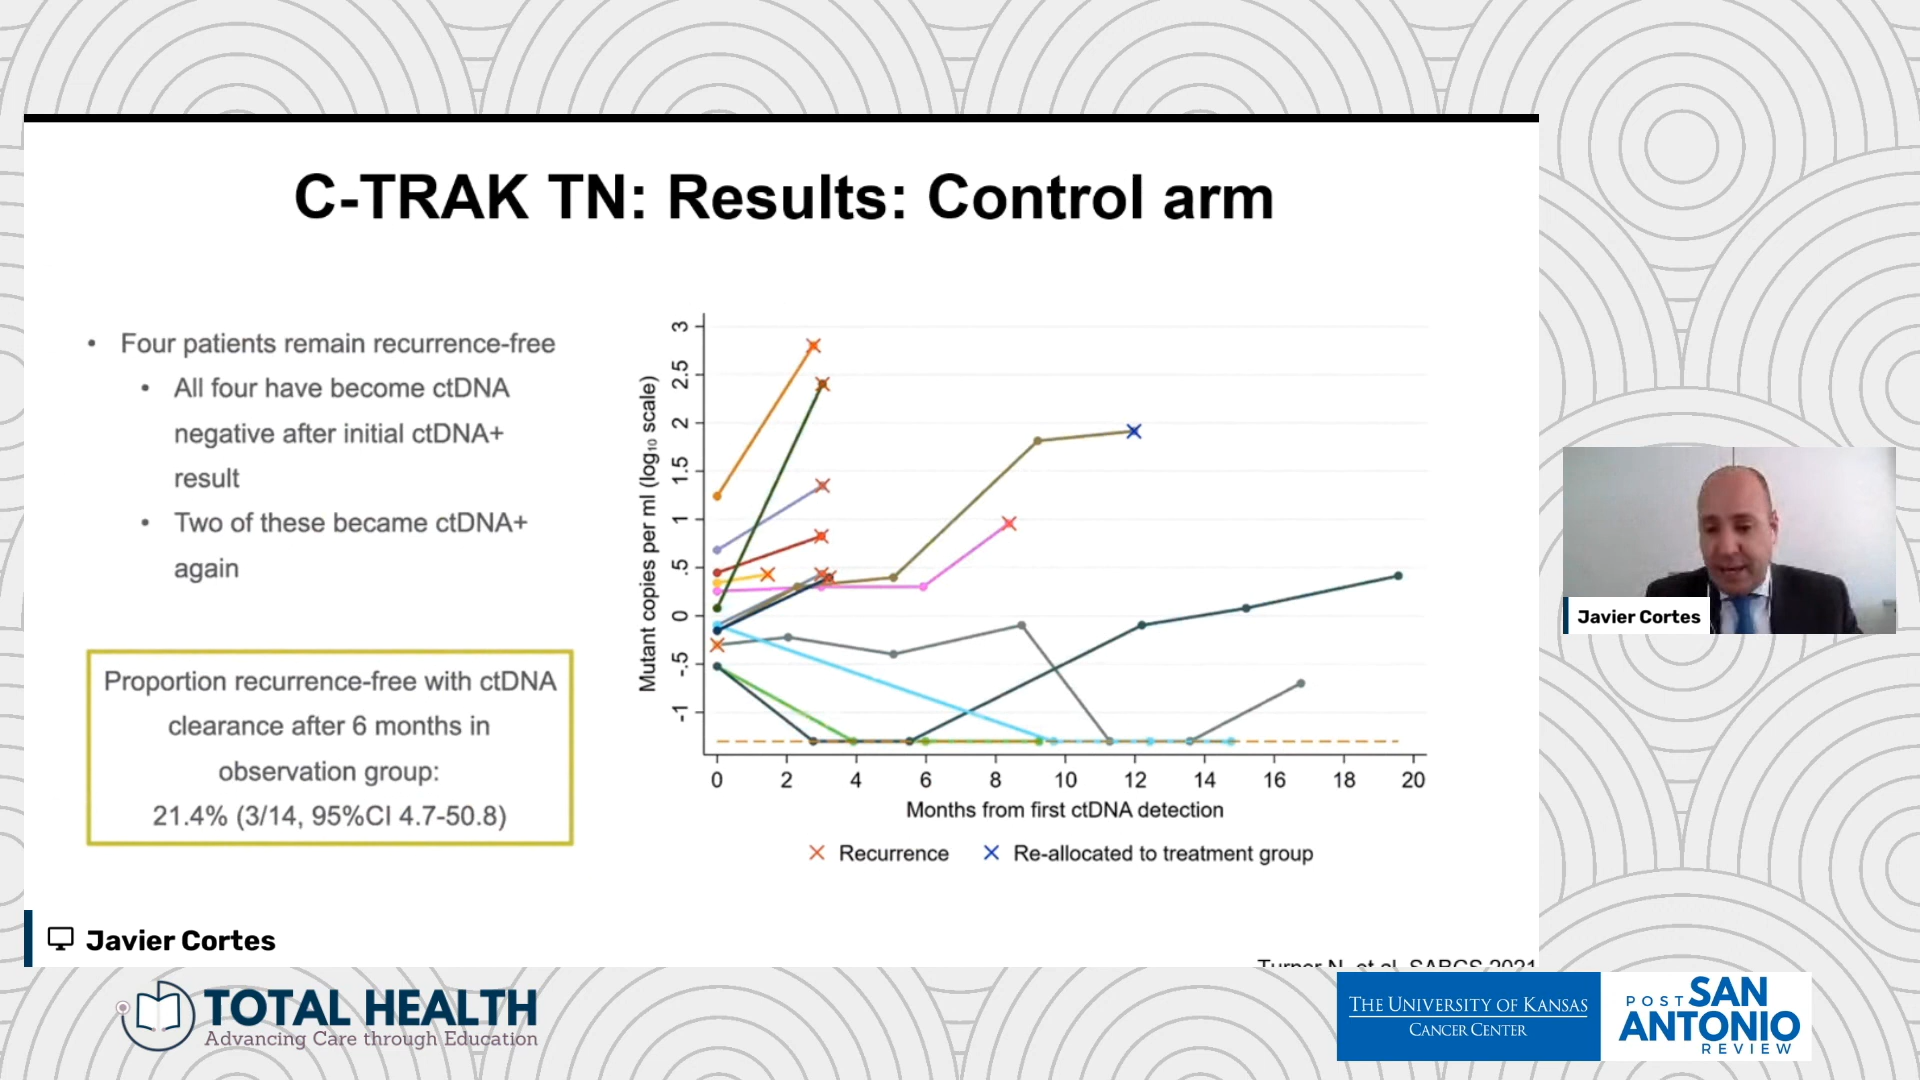 C-TRAK TN: Results: Control arm
• Four patients remain recurrence-free
• All four have become ctDNA
negative after initial ctDNA+
result
• Two of these became ctDNA+
again
Proportion recurrence-free with ctDNA
clearance after 6 months in
observation group:
21.4% (3/14, 95%CI 4.7-50.8)
Mutant copies per ml (log₁₀ scale)
3
2.5
2
1.5
1
.5
0
-.5
-1
0 2 4 6 8 10 12 14 16 18 20
Months from first ctDNA detection
Recurrence Re-allocated to treatment group
Javier Cortes
Javier Cortes
Turner N, et al. SABCS 2021
TOTAL HEALTH
Advancing Care through Education
THE UNIVERSITY OF KANSAS
CANCER CENTER
POST SAN
ANTONIO
REVIEW